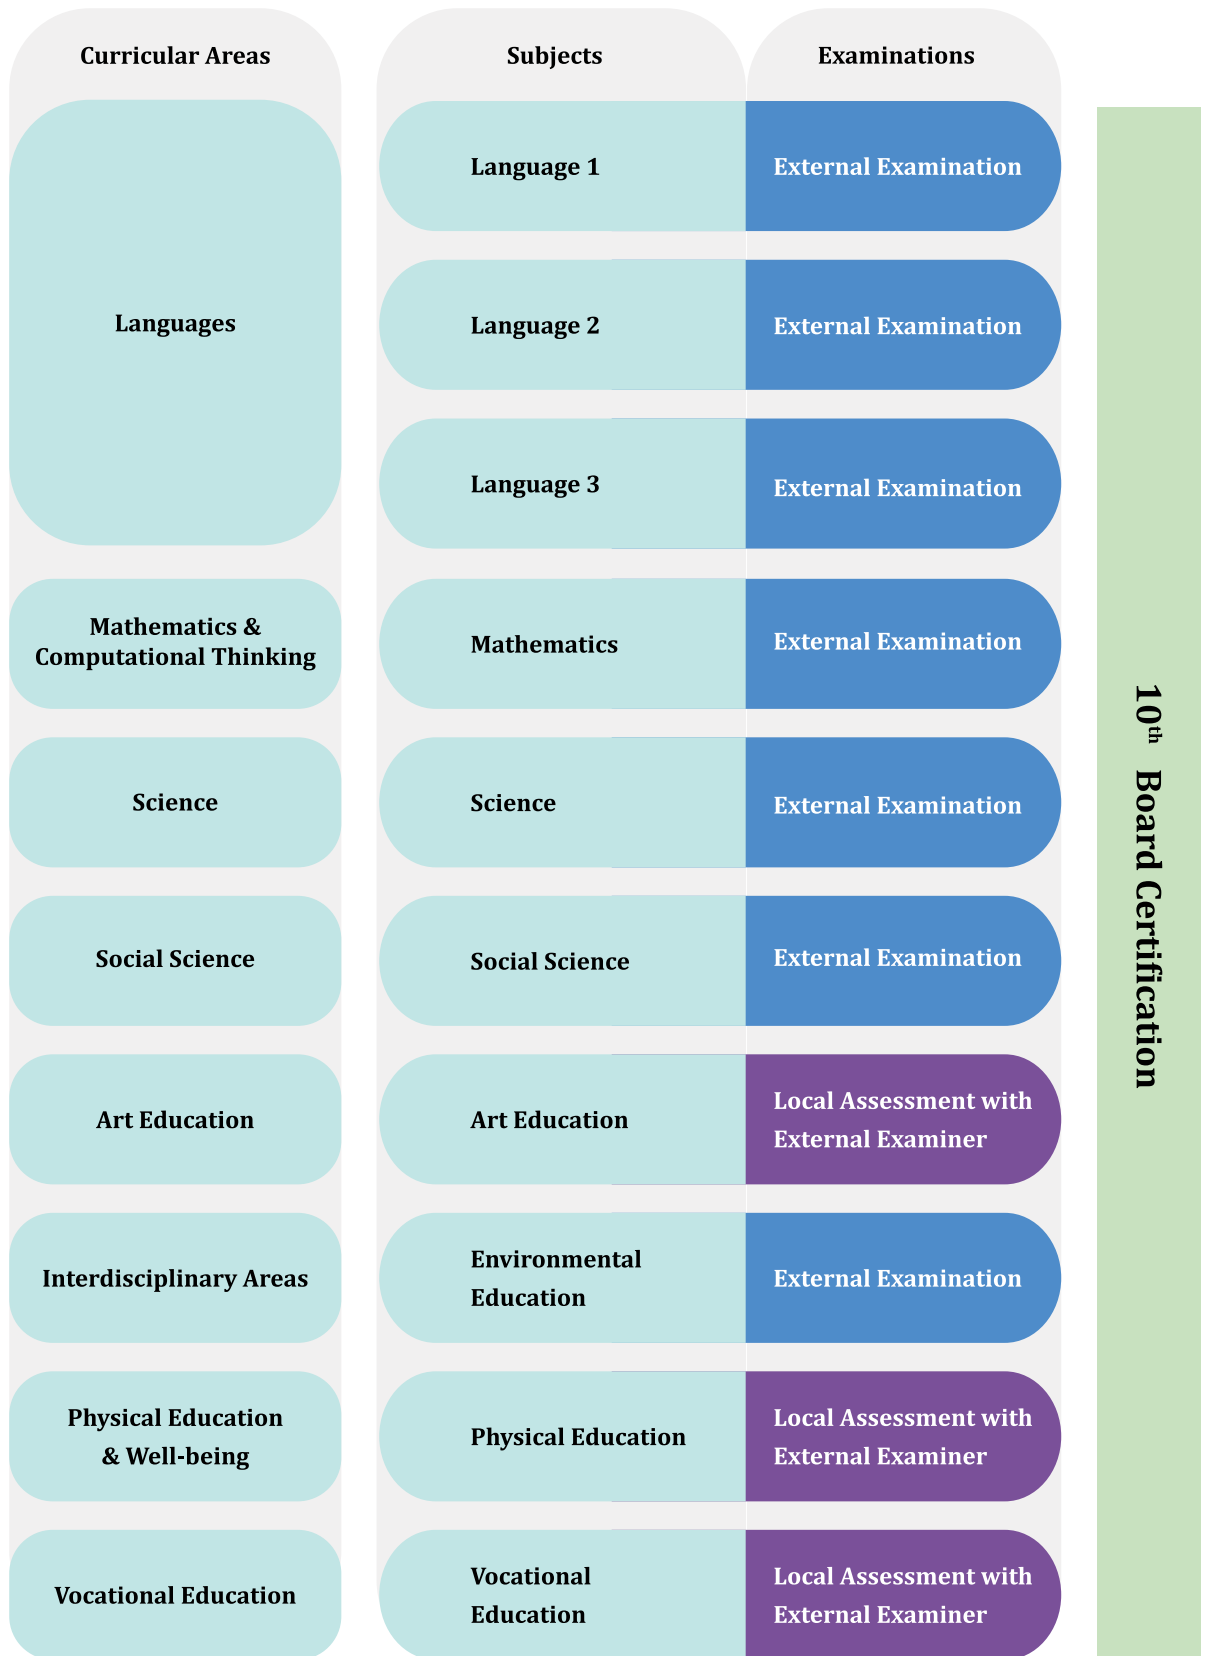 Curricular Areas
Subjects
Examinations
Languages
Language 1
External Examination
Language 2
External Examination
Language 3
External Examination
Mathematics &
Computational Thinking
Mathematics
External Examination
Science
Science
External Examination
Social Science
Social Science
External Examination
Art Education
Art Education
Local Assessment with
External Examiner
Interdisciplinary Areas
Environmental
Education
External Examination
Physical Education
& Well-being
Physical Education
Local Assessment with
External Examiner
Vocational Education
Vocational
Education
Local Assessment with
External Examiner
10th Board Certification